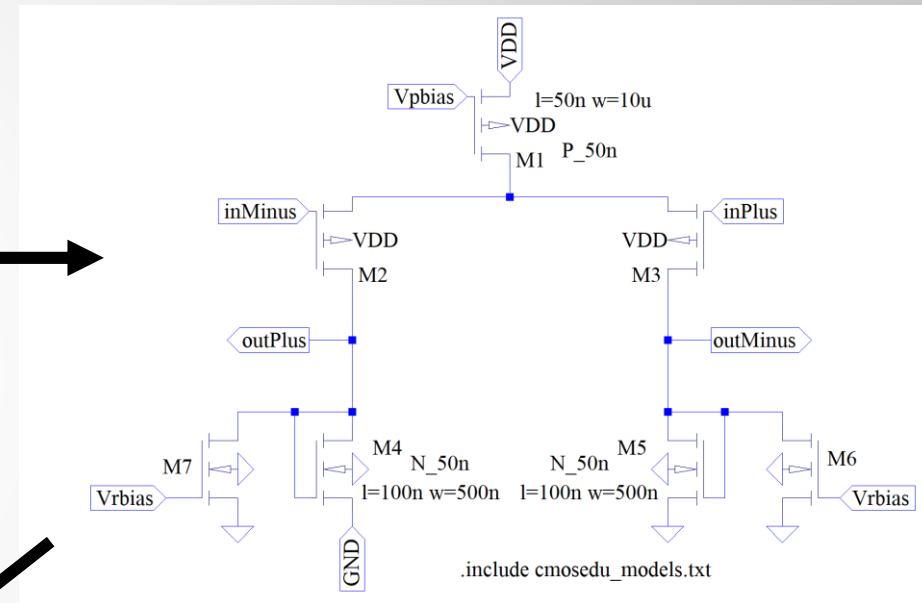 VDD
Vpbias
l=50n w=10u
VDD
M1 P_50n
inMinus
inPlus
VDD
VDD
M2
M3
outPlus
outMinus
M7
M4
N_50n
l=100n w=500n
N_50n
M5
l=100n w=500n
M6
Vrbias
Vrbias
GND
.include cmosedu_models.txt